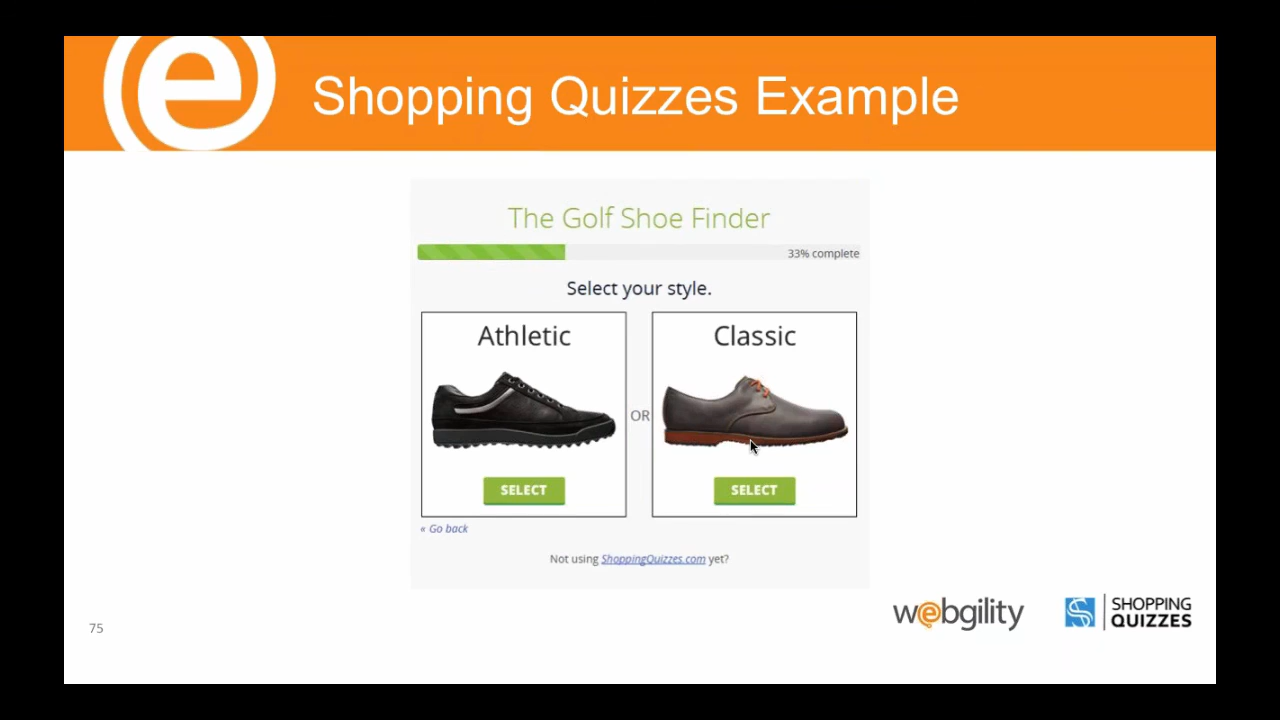 Shopping Quizzes Example
The Golf Shoe Finder
33% complete
Select your style.
Athletic
OR
Classic
SELECT
SELECT
« Go back
Not using ShoppingQuizzes.com yet?
75
webgility
SHOPPING
QUIZZES